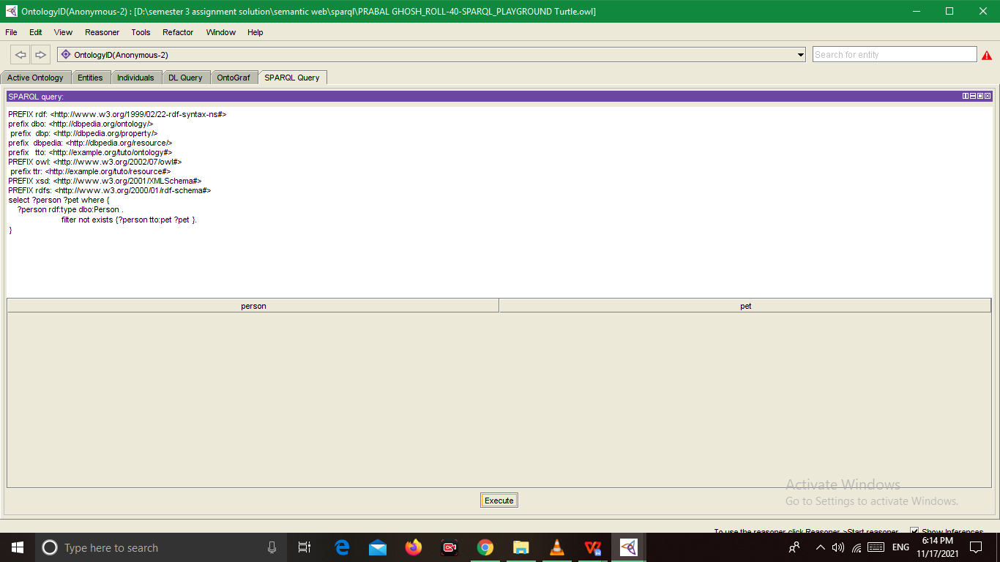 OntologyID(Anonymous-2) : [D:\semester 3 assignment solution\semantic web\sparql\PRABAL GHOSH_ROLL-40-SPARQL_PLAYGROUND Turtle.owl]
File Edit View Reasoner Tools Refactor Window Help
OntologyID(Anonymous-2) Search for entity
Active Ontology Entities Individuals DL Query OntoGraf SPARQL Query
SPARQL query:
PREFIX rdf: <http://www.w3.org/1999/02/22-rdf-syntax-ns#>
prefix dbo: <http://dbpedia.org/ontology/>
prefix dbp: <http://dbpedia.org/property/>
prefix dbpedia: <http://dbpedia.org/resource/>
prefix tto: <http://example.org/tuto/ontology#>
PREFIX owl: <http://www.w3.org/2002/07/owl#>
prefix ttr: <http://example.org/tuto/resource#>
PREFIX xsd: <http://www.w3.org/2001/XMLSchema#>
PREFIX rdfs: <http://www.w3.org/2000/01/rdf-schema#>
select ?person ?pet where {
?person rdf:type dbo:Person .
filter not exists {?person tto:pet ?pet }.
}
person pet
Activate Windows
Go to Settings to activate Windows.
Execute
To use the reasoner click Reasoner->Start reasoner Show Inferences
Type here to search
ENG
6:14 PM
11/17/2021